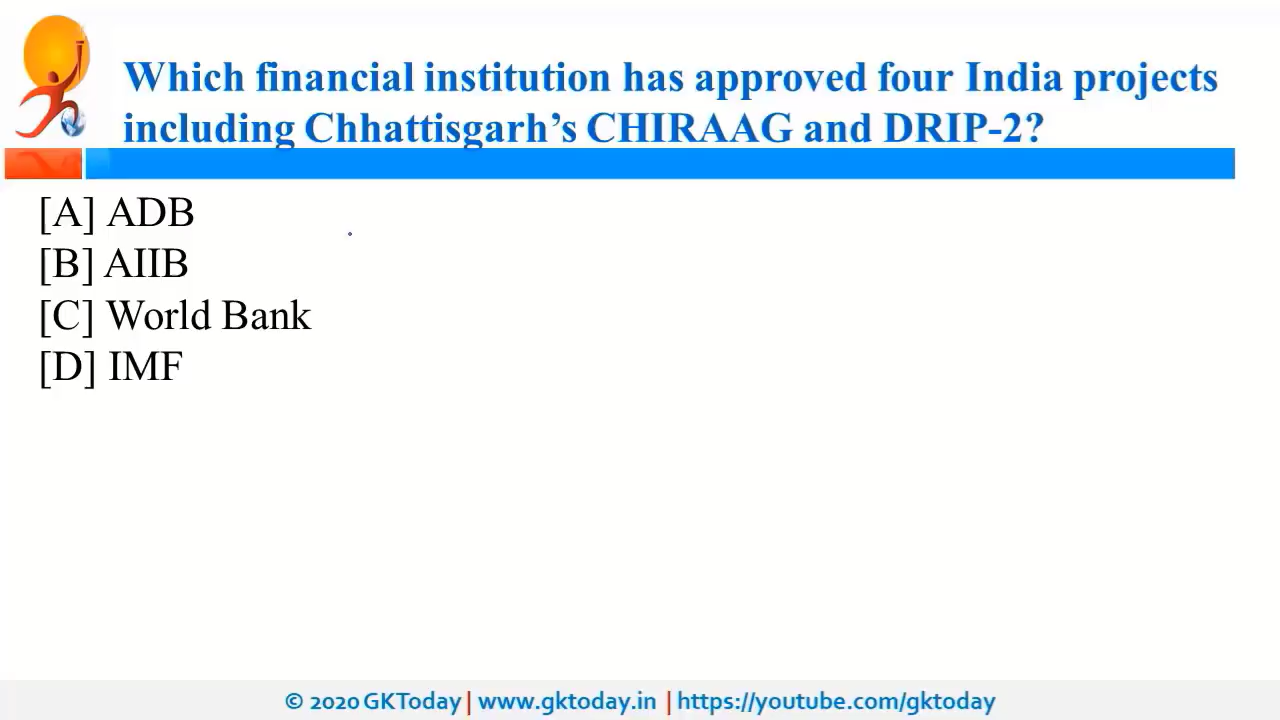 Which financial institution has approved four India projects
including Chhattisgarh’s CHIRAAG and DRIP-2?
[A] ADB
[B] AIIB
[C] World Bank
[D] IMF
© 2020 GKToday | www.gktoday.in | https://youtube.com/gktoday